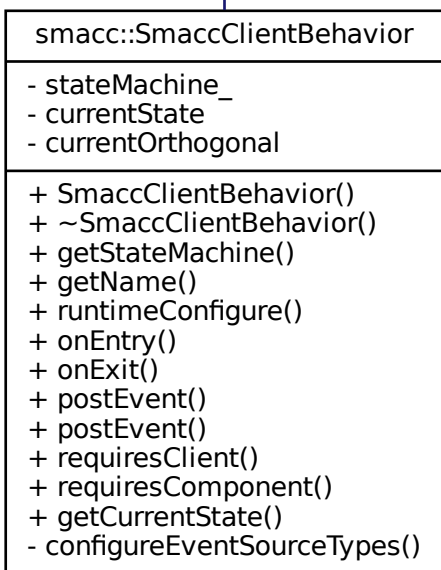 smacc::SmaccClientBehavior
- stateMachine_
- currentState
- currentOrthogonal
+ SmaccClientBehavior()
+ ~SmaccClientBehavior()
+ getStateMachine()
+ getName()
+ runtimeConfigure()
+ onEntry()
+ onExit()
+ postEvent()
+ postEvent()
+ requiresClient()
+ requiresComponent()
+ getCurrentState()
- configureEventSourceTypes()